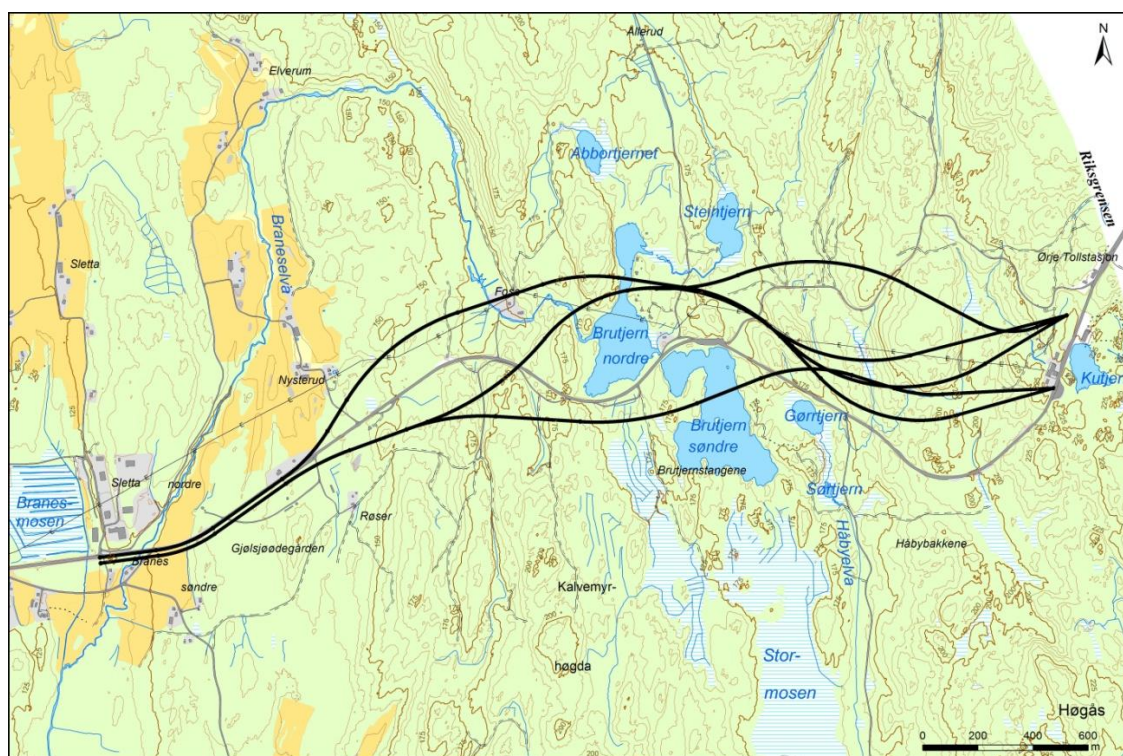 N
Allerud
Elverum
Abbortjernet
Riksgrensen
Steintjern
Braneselva
Sletta
Ørje Tollstasjon
Foss
Brutjern
nordre
Kutjern
Nysterud
Gørrtjern
Brutjern
søndre
Brutjernstangene
Sletta
nordre
Branes-
mosen
Sørtjern
Røser
Håbyelva
Gjølsjøødegården
Håbybakkene
Branes
søndre
Kalvemyr-
høgda
Stor-
mosen
Høgås
0 200 400 600
m